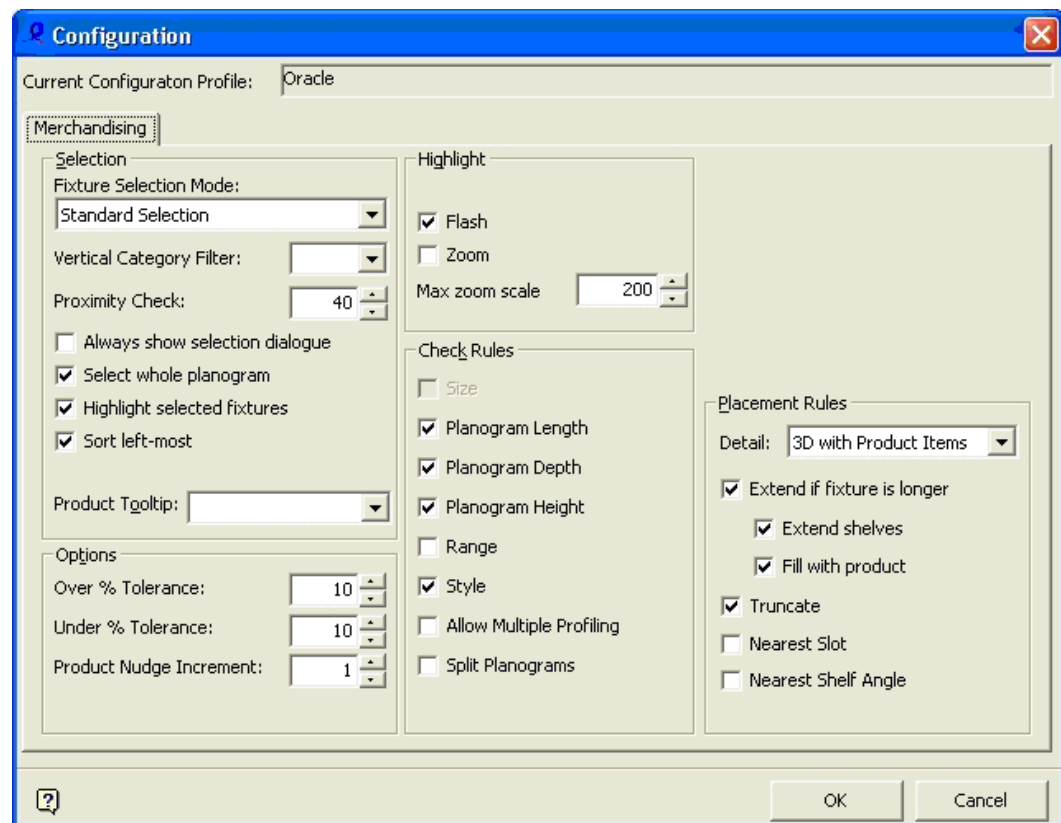 Configuration
Current Configuraton Profile: Oracle
Merchandising
Selection
Fixture Selection Mode:
Standard Selection
Vertical Category Filter:
Proximity Check: 40
Always show selection dialogue
Select whole planogram
Highlight selected fixtures
Sort left-most
Product Tooltip:
Options
Over % Tolerance: 10
Under % Tolerance: 10
Product Nudge Increment: 1
Highlight
Flash
Zoom
Max zoom scale 200
Check Rules
Size
Planogram Length
Planogram Depth
Planogram Height
Range
Style
Allow Multiple Profiling
Split Planograms
Placement Rules
Detail: 3D with Product Items
Extend if fixture is longer
Extend shelves
Fill with product
Truncate
Nearest Slot
Nearest Shelf Angle
OK
Cancel